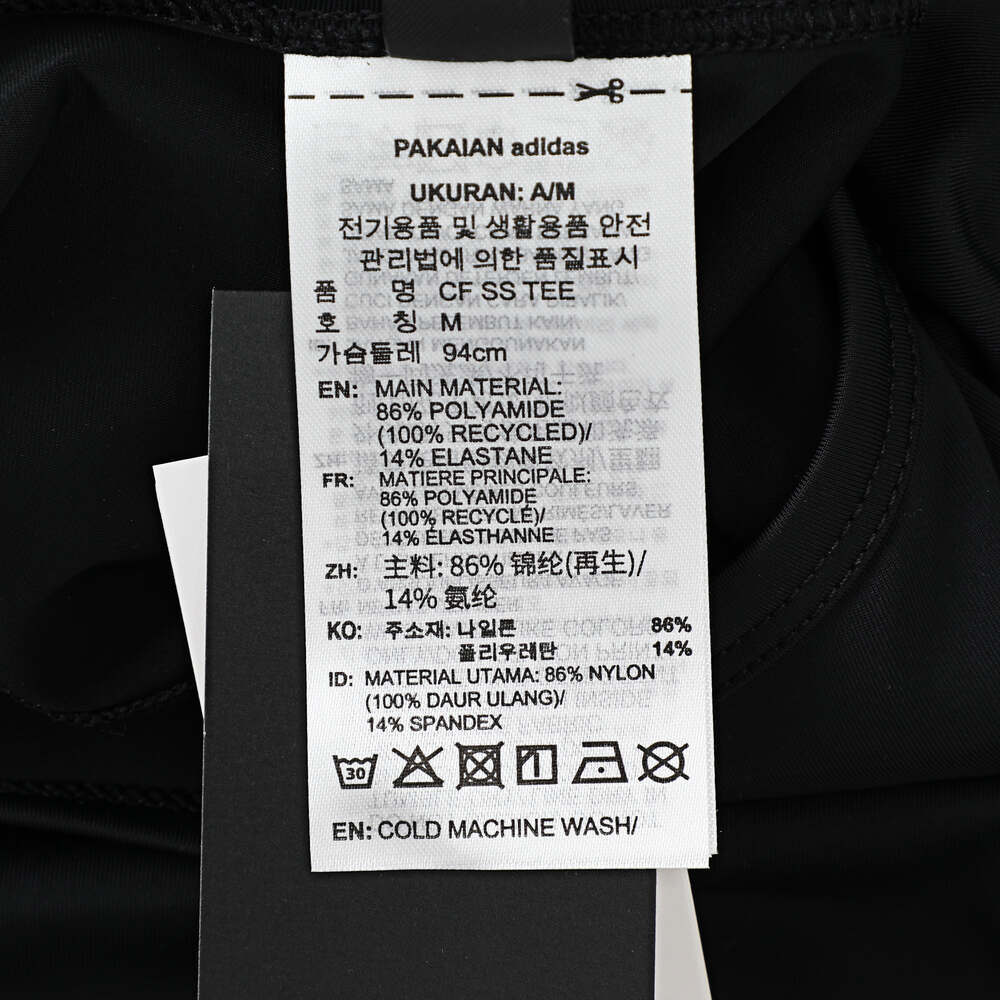 PAKAIAN adidas
UKURAN: A/M
전기용품 및 생활용품 안전
관리법에 의한 품질표시
품 명 CF SS TEE
호 칭 M
가슴둘레 94cm
EN: MAIN MATERIAL:
86% POLYAMIDE
(100% RECYCLED)/
14% ELASTANE
FR: MATIERE PRINCIPALE:
86% POLYAMIDE
(100% RECYCLÉ)/
14% ÉLASTHANNE
ZH: 主料: 86% 锦纶(再生)/
14% 氨纶
KO: 주소재: 나일론 86%
폴리우레탄 14%
ID: MATERIAL UTAMA: 86% NYLON
(100% DAUR ULANG)/
14% SPANDEX
30
EN: COLD MACHINE WASH/